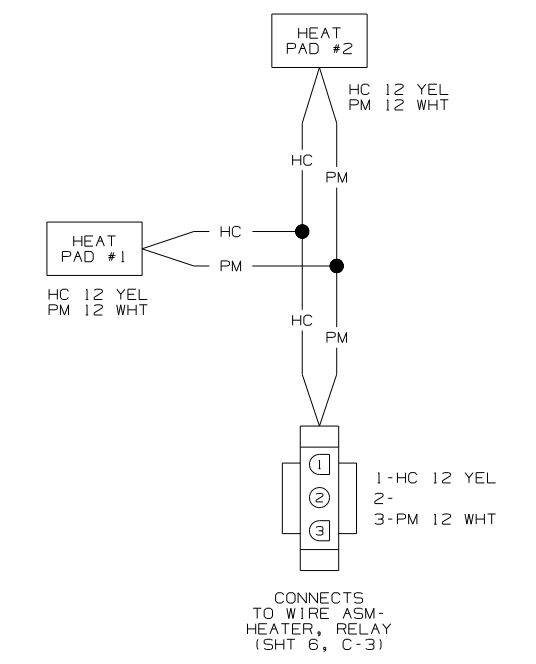 HEAT
PAD #2
HC 12 YEL
PM 12 WHT
HC
PM
HC
HEAT
PAD #1
PM
HC 12 YEL
PM 12 WHT
HC
PM
1
1-HC 12 YEL
2
2-
3
3-PM 12 WHT
CONNECTS
TO WIRE ASM-
HEATER, RELAY
(SHT 6, C-3)